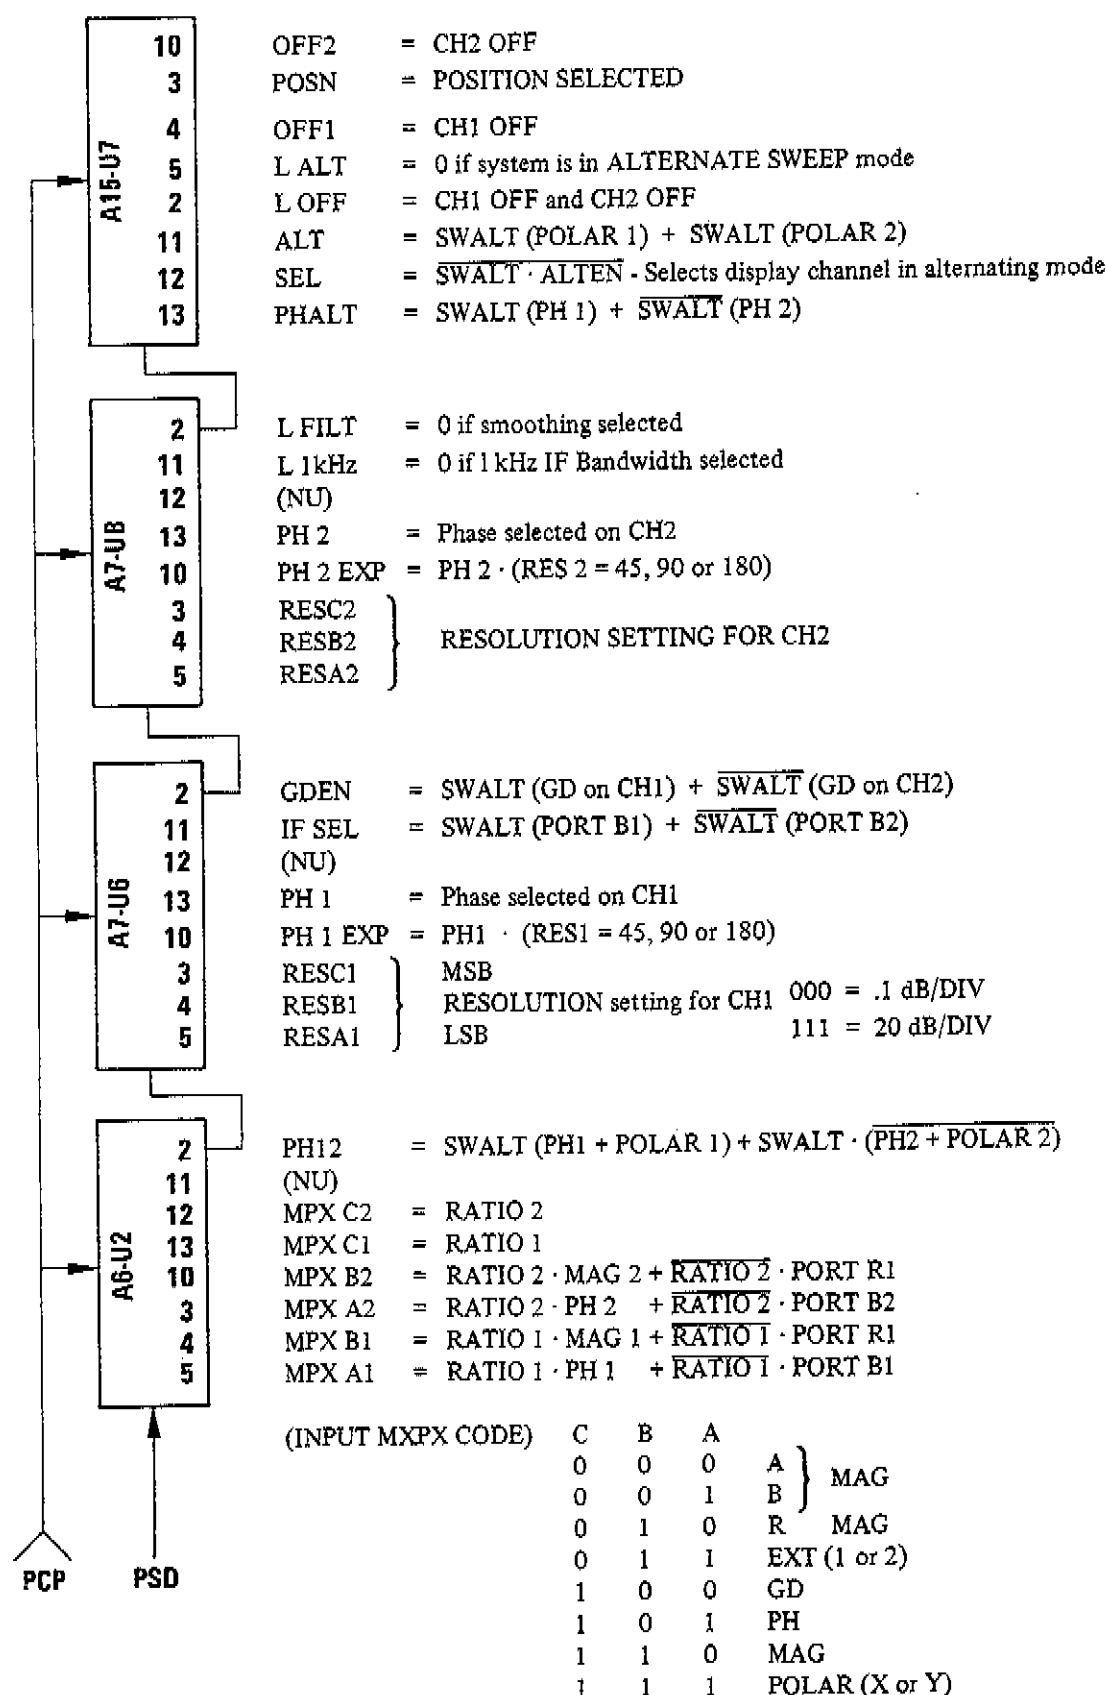 A15-U7
10 OFF2 = CH2 OFF
3 POSN = POSITION SELECTED
4 OFF1 = CH1 OFF
5 L ALT = 0 if system is in ALTERNATE SWEEP mode
2 L OFF = CH1 OFF and CH2 OFF
11 ALT = SWALT (POLAR 1) + SWALT (POLAR 2)
12 SEL = S̅W̅A̅L̅T̅ ̅·̅ ̅A̅L̅T̅E̅N̅ - Selects display channel in alternating mode
13 PHALT = SWALT (PH 1) + S̅W̅A̅L̅T̅ (PH 2)
A7-U8
2 L FILT = 0 if smoothing selected
11 L 1kHz = 0 if 1 kHz IF Bandwidth selected
12 (NU)
13 PH 2 = Phase selected on CH2
10 PH 2 EXP = PH 2 · (RES 2 = 45, 90 or 180)
3 RESC2
4 RESB2 RESOLUTION SETTING FOR CH2
5 RESA2
A7-U6
2 GDEN = SWALT (GD on CH1) + S̅W̅A̅L̅T̅ (GD on CH2)
11 IF SEL = SWALT (PORT B1) + S̅W̅A̅L̅T̅ (PORT B2)
12 (NU)
13 PH 1 = Phase selected on CH1
10 PH 1 EXP = PH1 · (RES1 = 45, 90 or 180)
3 RESC1 MSB
4 RESB1 RESOLUTION setting for CH1 000 = .1 dB/DIV
5 RESA1 LSB 111 = 20 dB/DIV
A6-U2
2 PH12 = SWALT (PH1 + POLAR 1) + SWALT · (P̅H̅2̅ ̅+̅ ̅P̅O̅L̅A̅R̅ ̅2̅)
11 (NU)
12 MPX C2 = RATIO 2
13 MPX C1 = RATIO 1
10 MPX B2 = RATIO 2 · MAG 2 + R̅A̅T̅I̅O̅ ̅2̅ · PORT R1
3 MPX A2 = RATIO 2 · PH 2 + R̅A̅T̅I̅O̅ ̅2̅ · PORT B2
4 MPX B1 = RATIO 1 · MAG 1 + R̅A̅T̅I̅O̅ ̅1̅ · PORT R1
5 MPX A1 = RATIO 1 · PH 1 + R̅A̅T̅I̅O̅ ̅1̅ · PORT B1
(INPUT MXPX CODE) C B A
0 0 0 A
MAG
0 0 1 B
0 1 0 R MAG
0 1 1 EXT (1 or 2)
1 0 0 GD
1 0 1 PH
1 1 0 MAG
1 1 1 POLAR (X or Y)
PCP PSD